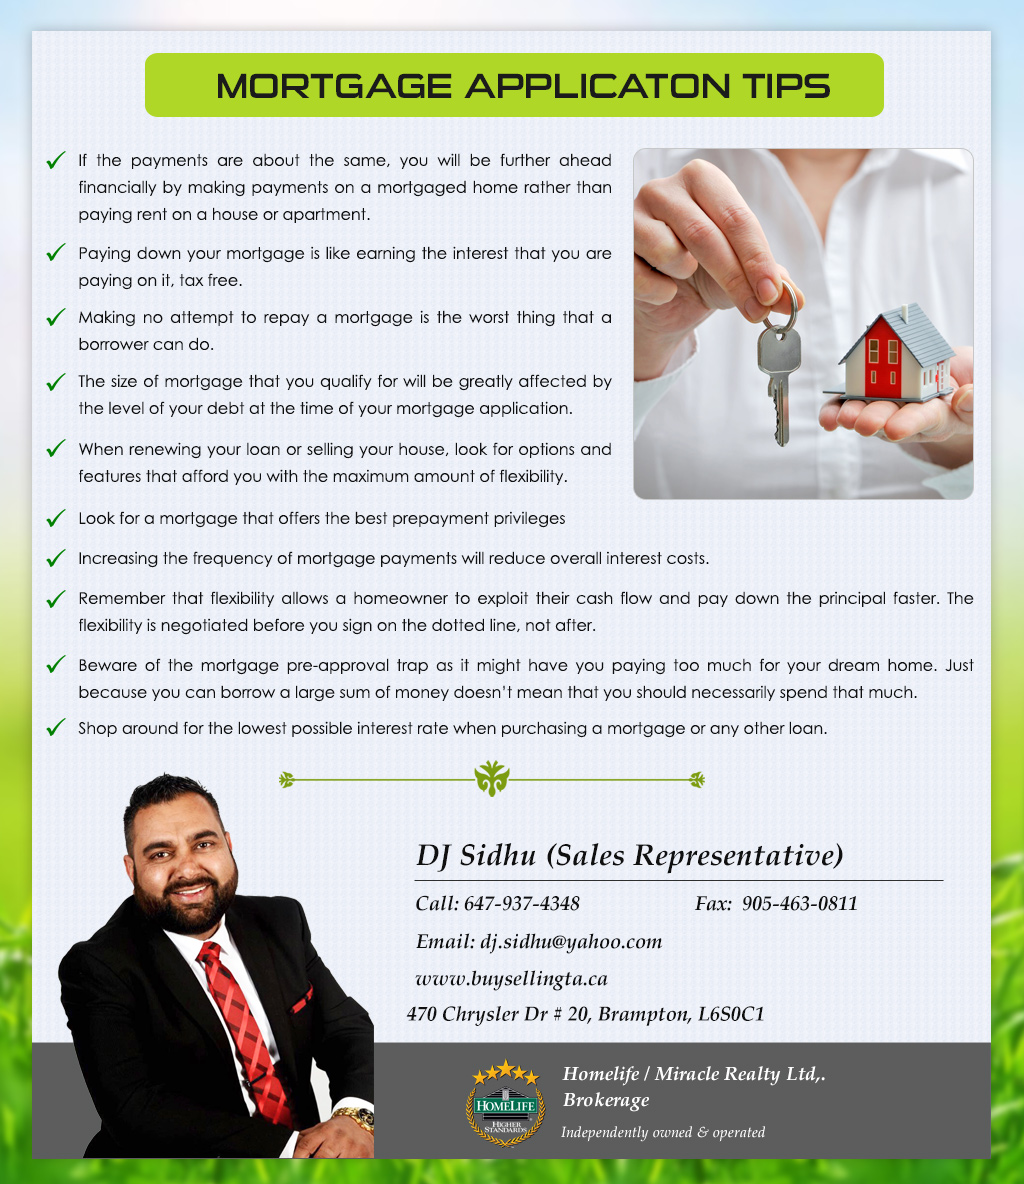 MORTGAGE APPLICATON TIPS
If the payments are about the same, you will be further ahead
financially by making payments on a mortgaged home rather than
paying rent on a house or apartment.
Paying down your mortgage is like earning the interest that you are
paying on it, tax free.
Making no attempt to repay a mortgage is the worst thing that a
borrower can do.
The size of mortgage that you qualify for will be greatly affected by
the level of your debt at the time of your mortgage application.
When renewing your loan or selling your house, look for options and
features that afford you with the maximum amount of flexibility.
Look for a mortgage that offers the best prepayment privileges
Increasing the frequency of mortgage payments will reduce overall interest costs.
Remember that flexibility allows a homeowner to exploit their cash flow and pay down the principal faster. The
flexibility is negotiated before you sign on the dotted line, not after.
Beware of the mortgage pre-approval trap as it might have you paying too much for your dream home. Just
because you can borrow a large sum of money doesn't mean that you should necessarily spend that much.
Shop around for the lowest possible interest rate when purchasing a mortgage or any other loan.
DJ Sidhu (Sales Representative)
Call: 647-937-4348 Fax: 905-463-0811
Email: dj.sidhu@yahoo.com
www.buysellingta.ca
470 Chrysler Dr # 20, Brampton, L6S0C1
HOMELIFE
HIGHER
STANDARDS
Homelife / Miracle Realty Ltd,.
Brokerage
Independently owned & operated